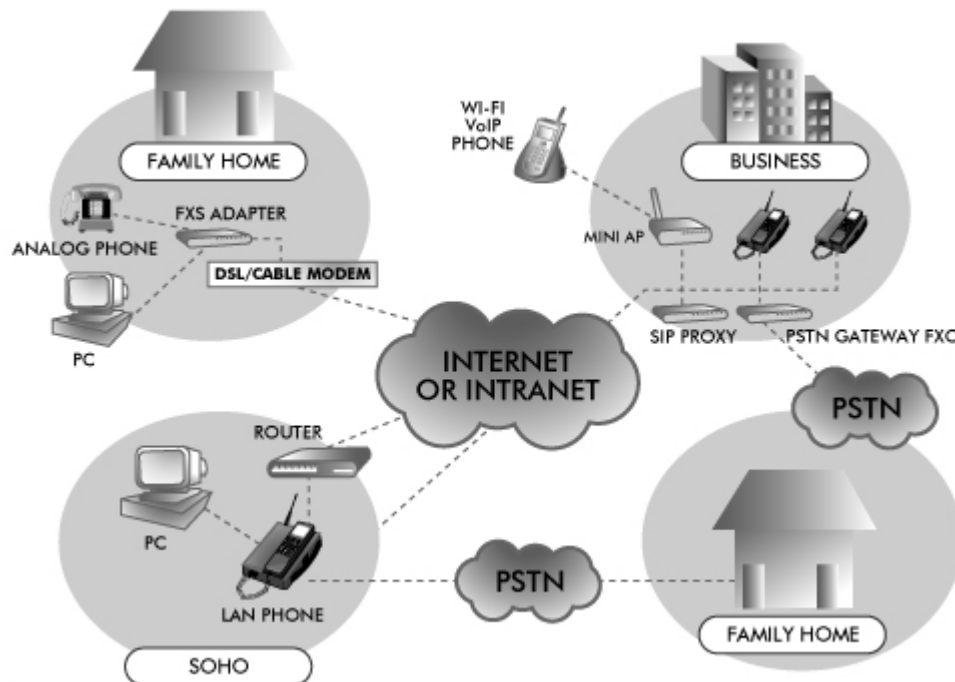 FAMILY HOME
ANALOG PHONE
FXS ADAPTER
DSL/CABLE MODEM
PC
WI-FI
VoIP
PHONE
BUSINESS
MINI AP
SIP PROXY
PSTN GATEWAY FXO
INTERNET
OR INTRANET
PSTN
ROUTER
PC
LAN PHONE
SOHO
PSTN
FAMILY HOME